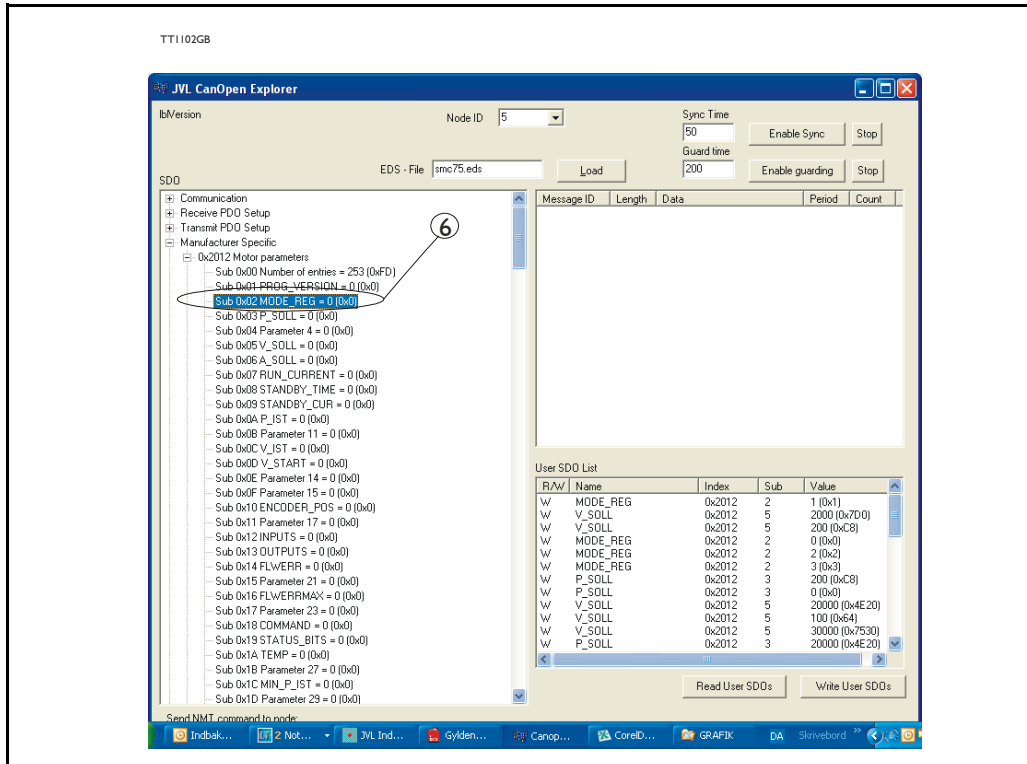 TT1102GB
JVL CanOpen Explorer
lblVersion
Node ID 5
Sync Time
50 Enable Sync Stop
Guard time
EDS - File smc75.eds Load 200 Enable guarding Stop
SDO
Communication
Receive PDO Setup
Transmit PDO Setup
Manufacturer Specific
0x2012 Motor parameters
Sub 0x00 Number of entries = 253 (0xFD)
Sub 0x01 PROG_VERSION = 0 (0x0)
Sub 0x02 MODE_REG = 0 (0x0)
Sub 0x03 P_SOLL = 0 (0x0)
Sub 0x04 Parameter 4 = 0 (0x0)
Sub 0x05 V_SOLL = 0 (0x0)
Sub 0x06 A_SOLL = 0 (0x0)
Sub 0x07 RUN_CURRENT = 0 (0x0)
Sub 0x08 STANDBY_TIME = 0 (0x0)
Sub 0x09 STANDBY_CUR = 0 (0x0)
Sub 0x0A P_IST = 0 (0x0)
Sub 0x0B Parameter 11 = 0 (0x0)
Sub 0x0C V_IST = 0 (0x0)
Sub 0x0D V_START = 0 (0x0)
Sub 0x0E Parameter 14 = 0 (0x0)
Sub 0x0F Parameter 15 = 0 (0x0)
Sub 0x10 ENCODER_POS = 0 (0x0)
Sub 0x11 Parameter 17 = 0 (0x0)
Sub 0x12 INPUTS = 0 (0x0)
Sub 0x13 OUTPUTS = 0 (0x0)
Sub 0x14 FLWERR = 0 (0x0)
Sub 0x15 Parameter 21 = 0 (0x0)
Sub 0x16 FLWERRMAX = 0 (0x0)
Sub 0x17 Parameter 23 = 0 (0x0)
Sub 0x18 COMMAND = 0 (0x0)
Sub 0x19 STATUS_BITS = 0 (0x0)
Sub 0x1A TEMP = 0 (0x0)
Sub 0x1B Parameter 27 = 0 (0x0)
Sub 0x1C MIN_P_IST = 0 (0x0)
Sub 0x1D Parameter 29 = 0 (0x0)
6
Message ID Length Data Period Count
User SDO List
R/W Name Index Sub Value
W MODE_REG 0x2012 2 1 (0x1)
W V_SOLL 0x2012 5 2000 (0x7D0)
W V_SOLL 0x2012 5 200 (0xC8)
W MODE_REG 0x2012 2 0 (0x0)
W MODE_REG 0x2012 2 2 (0x2)
W MODE_REG 0x2012 2 3 (0x3)
W P_SOLL 0x2012 3 200 (0xC8)
W P_SOLL 0x2012 3 0 (0x0)
W V_SOLL 0x2012 5 20000 (0x4E20)
W V_SOLL 0x2012 5 100 (0x64)
W V_SOLL 0x2012 5 30000 (0x7530)
W P_SOLL 0x2012 3 20000 (0x4E20)
Read User SDOs Write User SDOs
Send NMT command to node:
Indbak... 2 Not... JVL Ind... Gylden... Canop... CorelD... GRAFIK DA Skrivebord